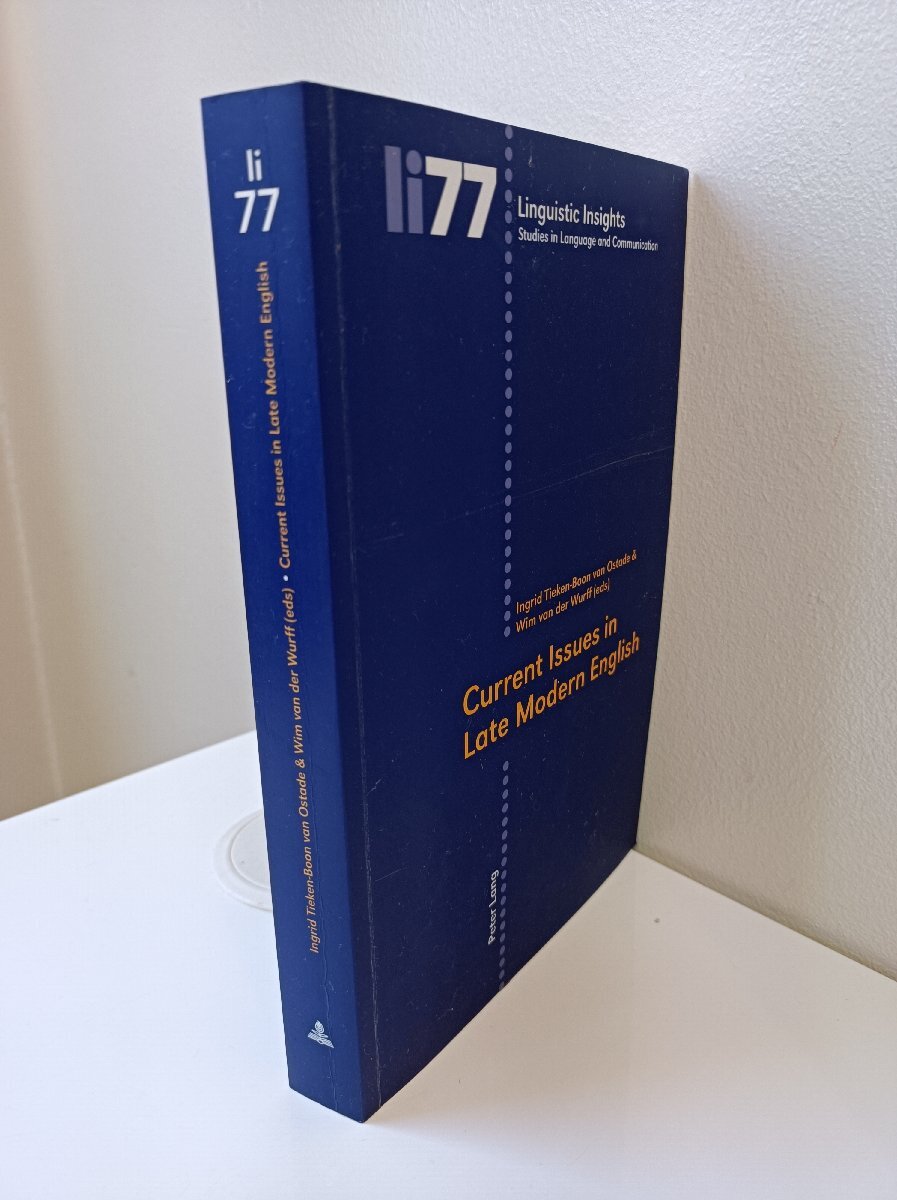 li
77
Ingrid Tieken-Boon van Ostade & Wim van der Wurff (eds) • Current Issues in Late Modern English
li77
Linguistic Insights
Studies in Language and Communication
Ingrid Tieken-Boon van Ostade &
Wim van der Wurff (eds)
Current Issues in
Late Modern English
Peter Lang